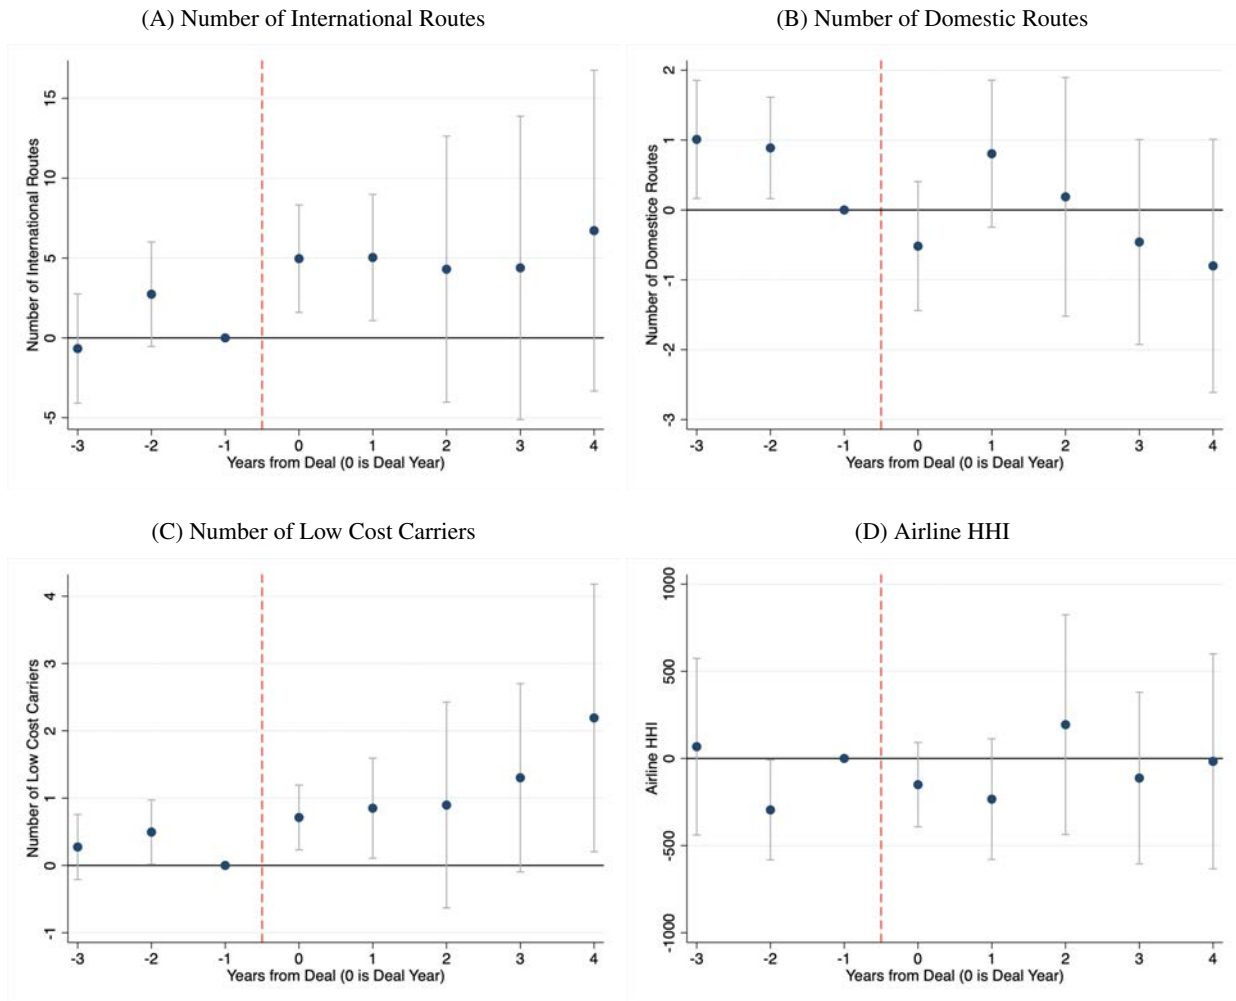 (A) Number of International Routes
Number of International Routes
15
10
5
0
-5
-3 -2 -1 0 1 2 3 4
Years from Deal (0 is Deal Year)
(B) Number of Domestic Routes
Number of Domestice Routes
2
1
0
-1
-2
-3
-3 -2 -1 0 1 2 3 4
Years from Deal (0 is Deal Year)
(C) Number of Low Cost Carriers
Number of Low Cost Carriers
4
3
2
1
0
-1
-3 -2 -1 0 1 2 3 4
Years from Deal (0 is Deal Year)
(D) Airline HHI
Airline HHI
1000
500
0
-500
-1000
-3 -2 -1 0 1 2 3 4
Years from Deal (0 is Deal Year)